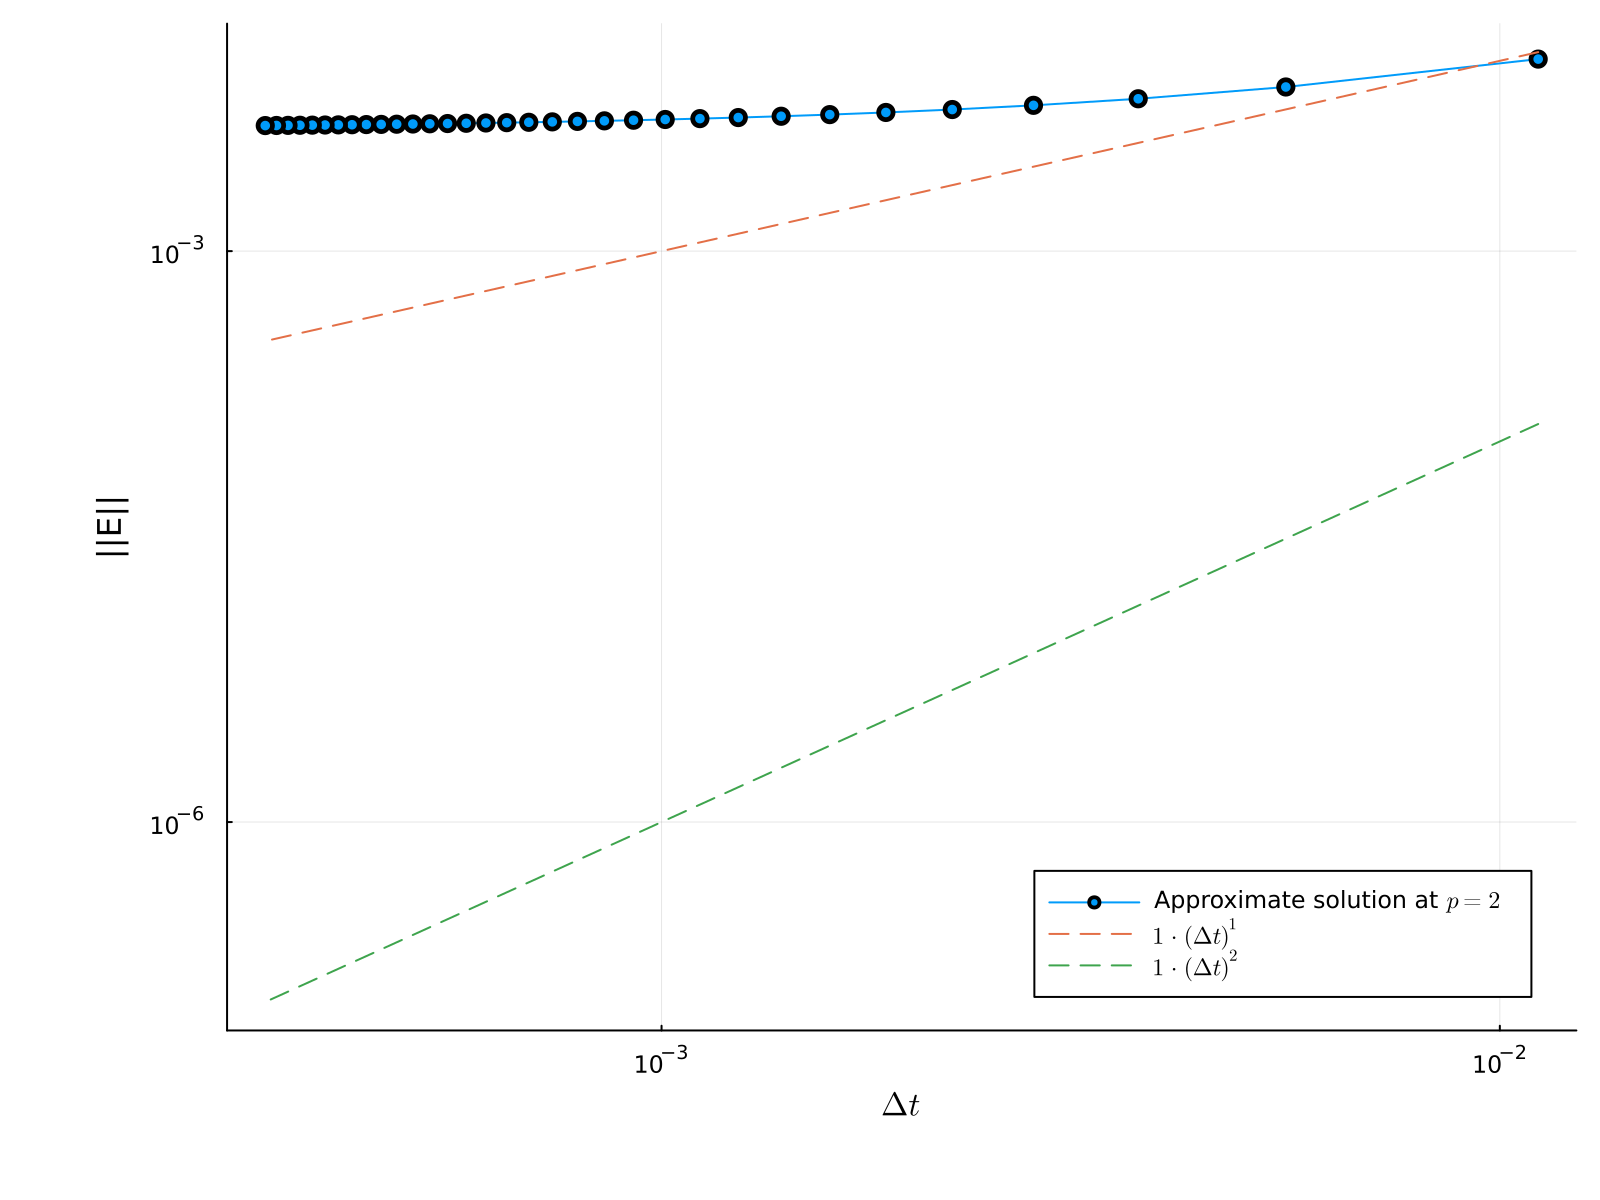 ||E||
10⁻³
10⁻⁶
10⁻³
10⁻²
Δt
Approximate solution at p = 2
1 · (Δt)¹
1 · (Δt)²